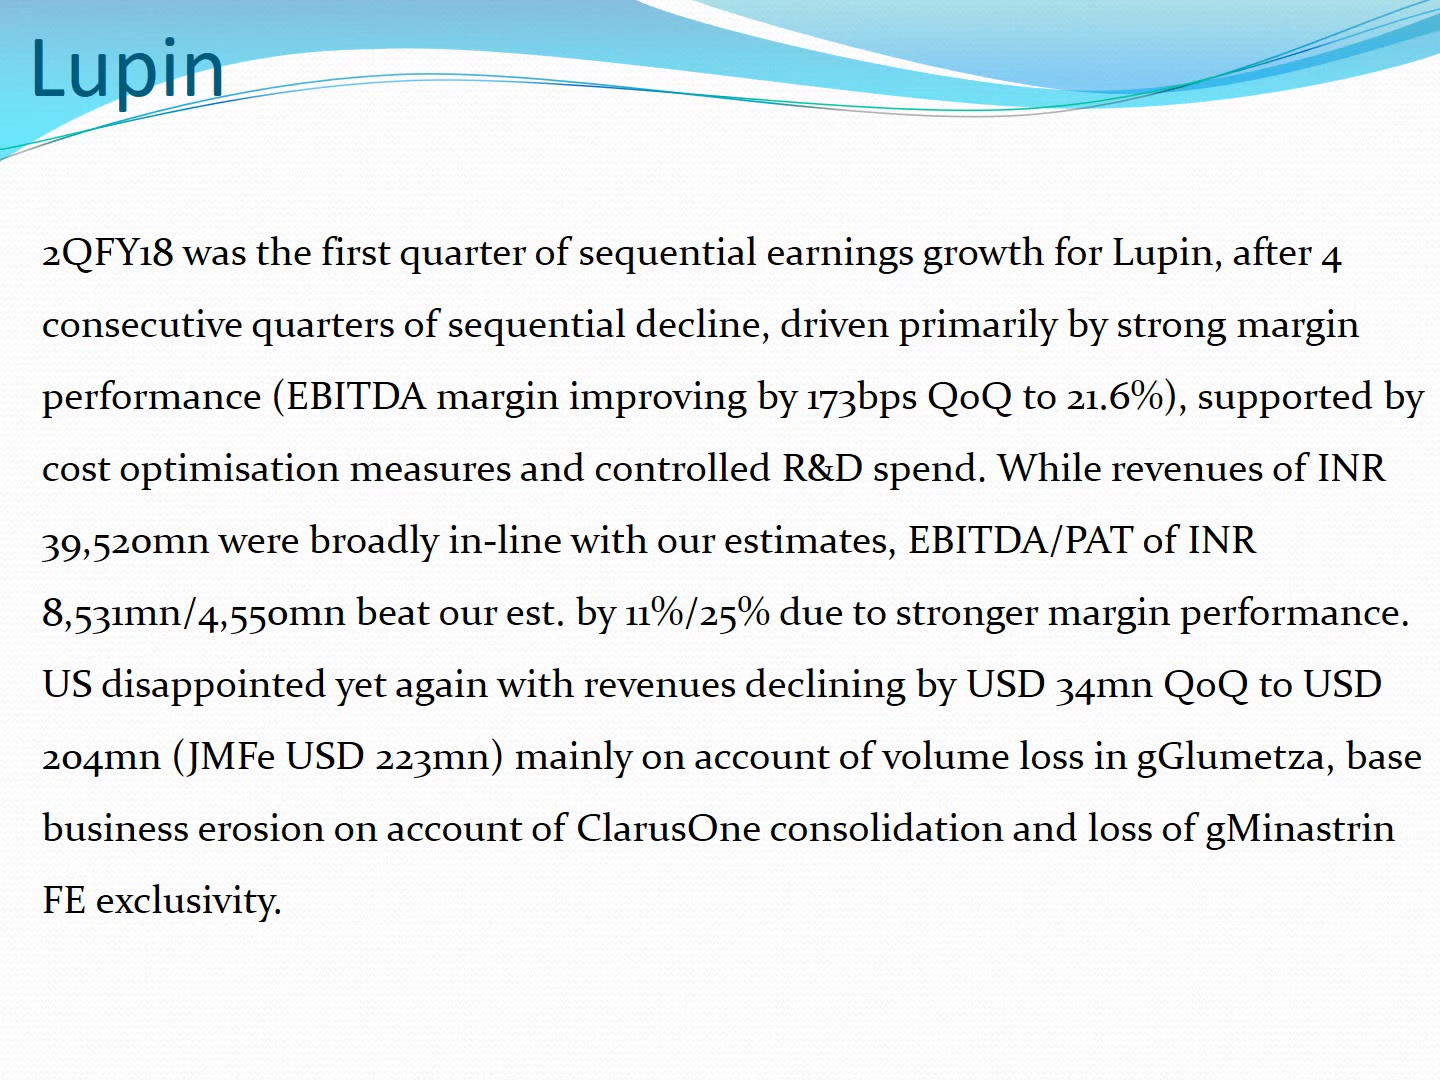 Lupin
2QFY18 was the first quarter of sequential earnings growth for Lupin, after 4
consecutive quarters of sequential decline, driven primarily by strong margin
performance (EBITDA margin improving by 173bps QoQ to 21.6%), supported by
cost optimisation measures and controlled R&D spend. While revenues of INR
39,520mn were broadly in-line with our estimates, EBITDA/PAT of INR
8,531mn/4,550mn beat our est. by 11%/25% due to stronger margin performance.
US disappointed yet again with revenues declining by USD 34mn QoQ to USD
204mn (JMFe USD 223mn) mainly on account of volume loss in gGlumetza, base
business erosion on account of ClarusOne consolidation and loss of gMinastrin
FE exclusivity.